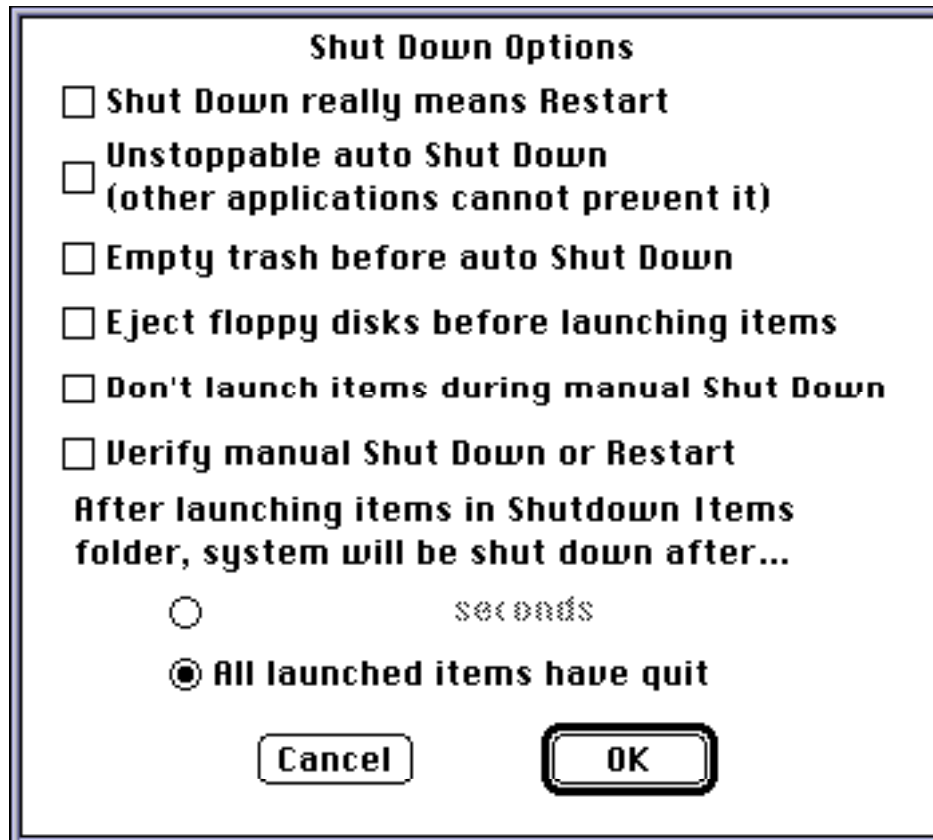 Shut Down Options
Shut Down really means Restart
Unstoppable auto Shut Down
(other applications cannot prevent it)
Empty trash before auto Shut Down
Eject floppy disks before launching items
Don't launch items during manual Shut Down
Verify manual Shut Down or Restart
After launching items in Shutdown Items
folder, system will be shut down after...
seconds
All launched items have quit
Cancel
OK